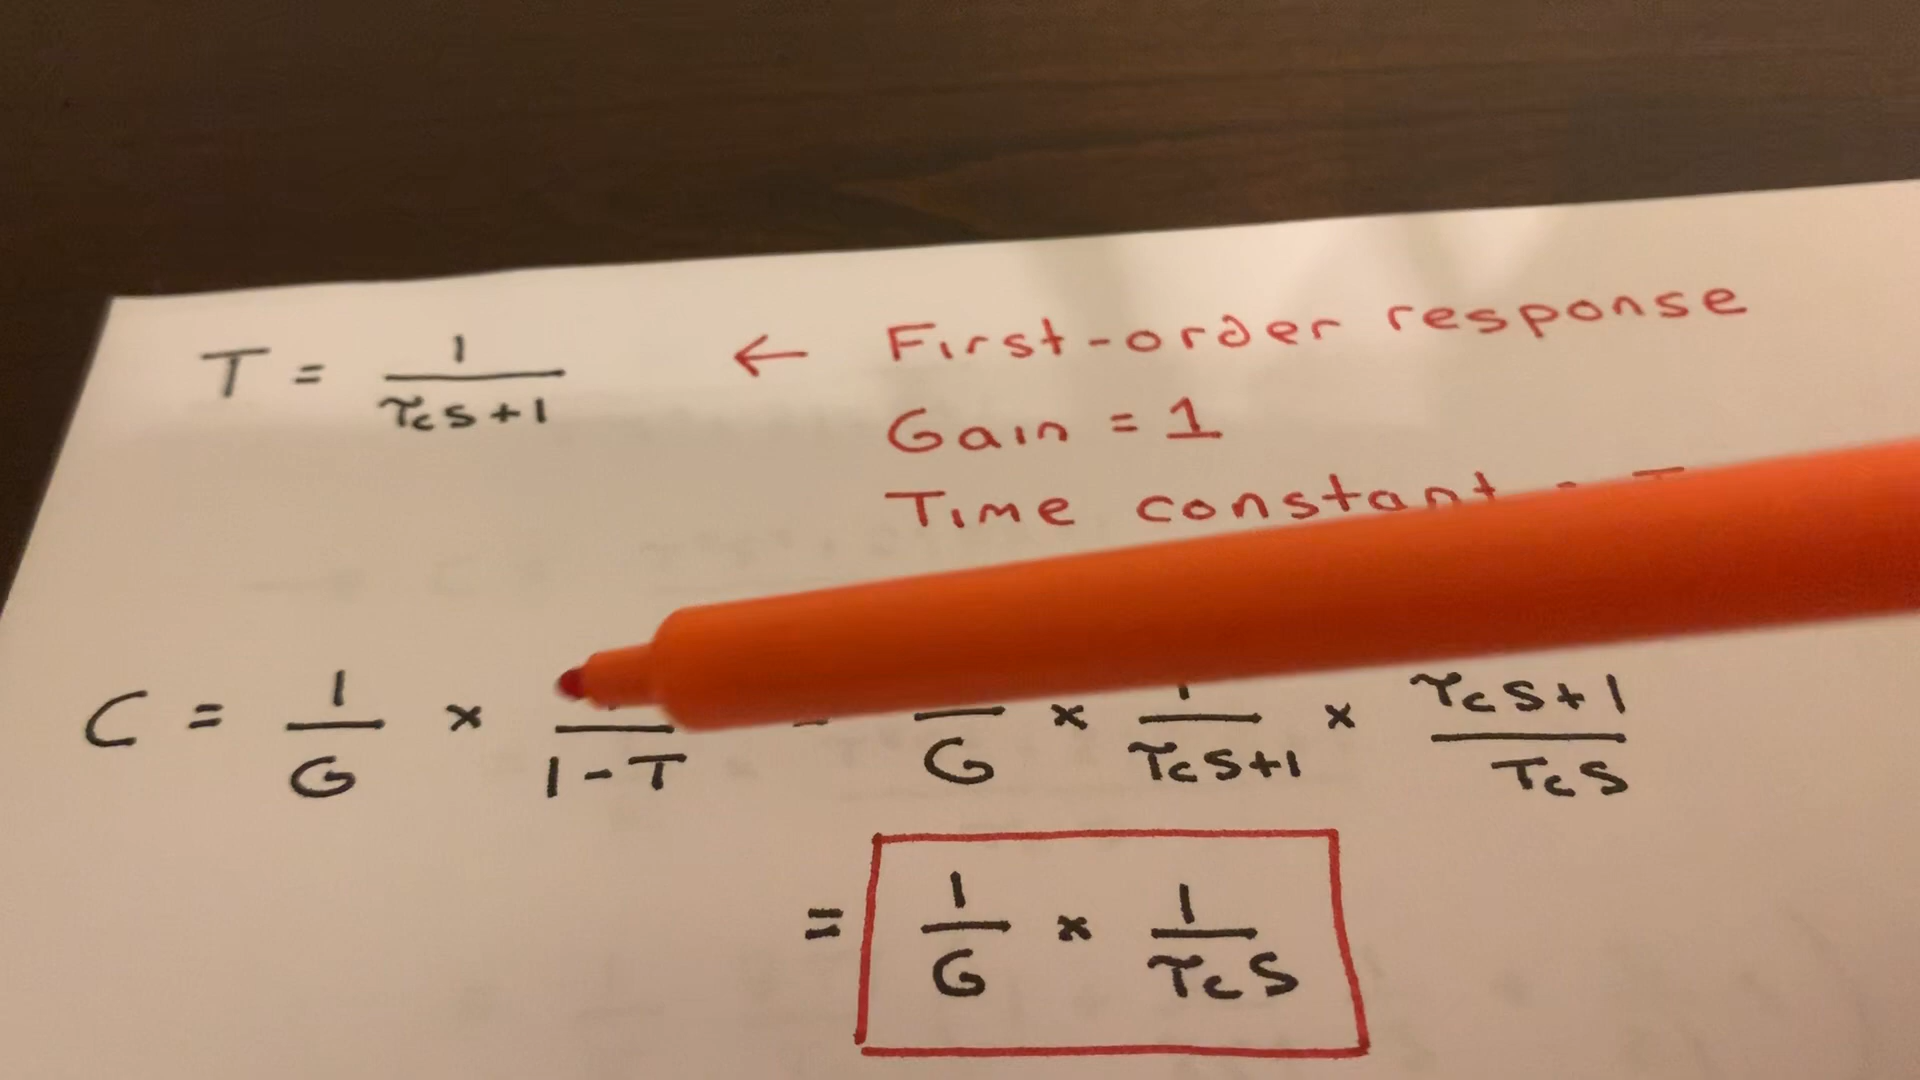 T = 1/(τcs+1) ← First-order response
Gain = 1
Time constant
C = 1/G × /(1-T) = /G × 1/(τcs+1) × (τcs+1)/(τcs)
= 1/G × 1/(τcs)